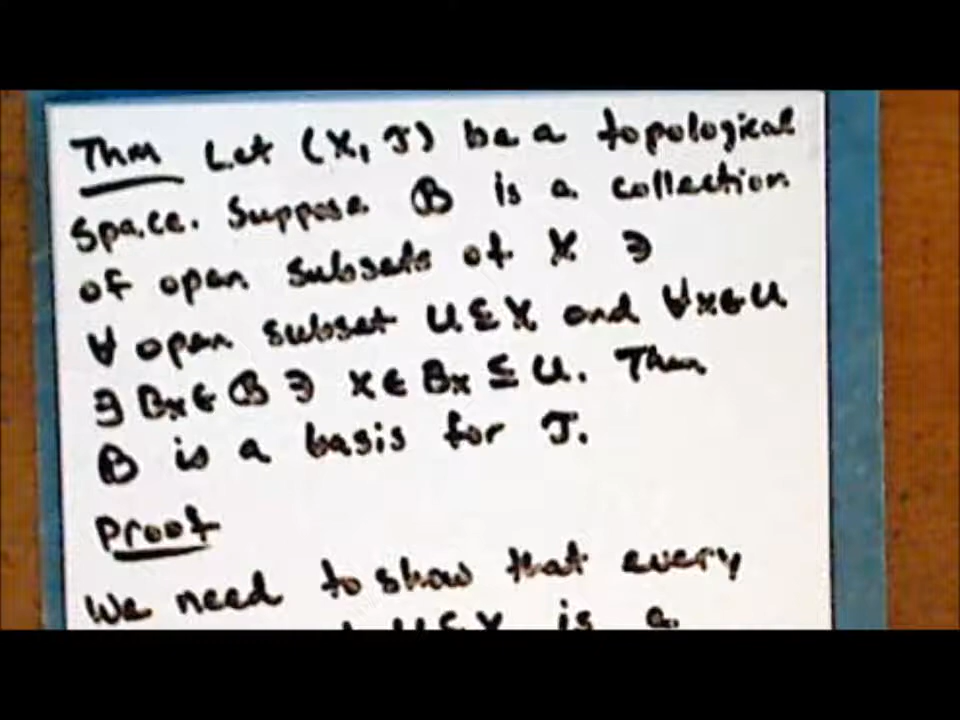 Thm Let (X, 𝒯) be a topological
space. Suppose ℬ is a collection
of open subsets of X ∋
∀ open subset U ⊆ X and ∀x∈U
∃ Bx ∈ ℬ ∋ x ∈ Bx ⊆ U. Then
ℬ is a basis for 𝒯.
Proof
We need to show that every
U ⊆ X is a